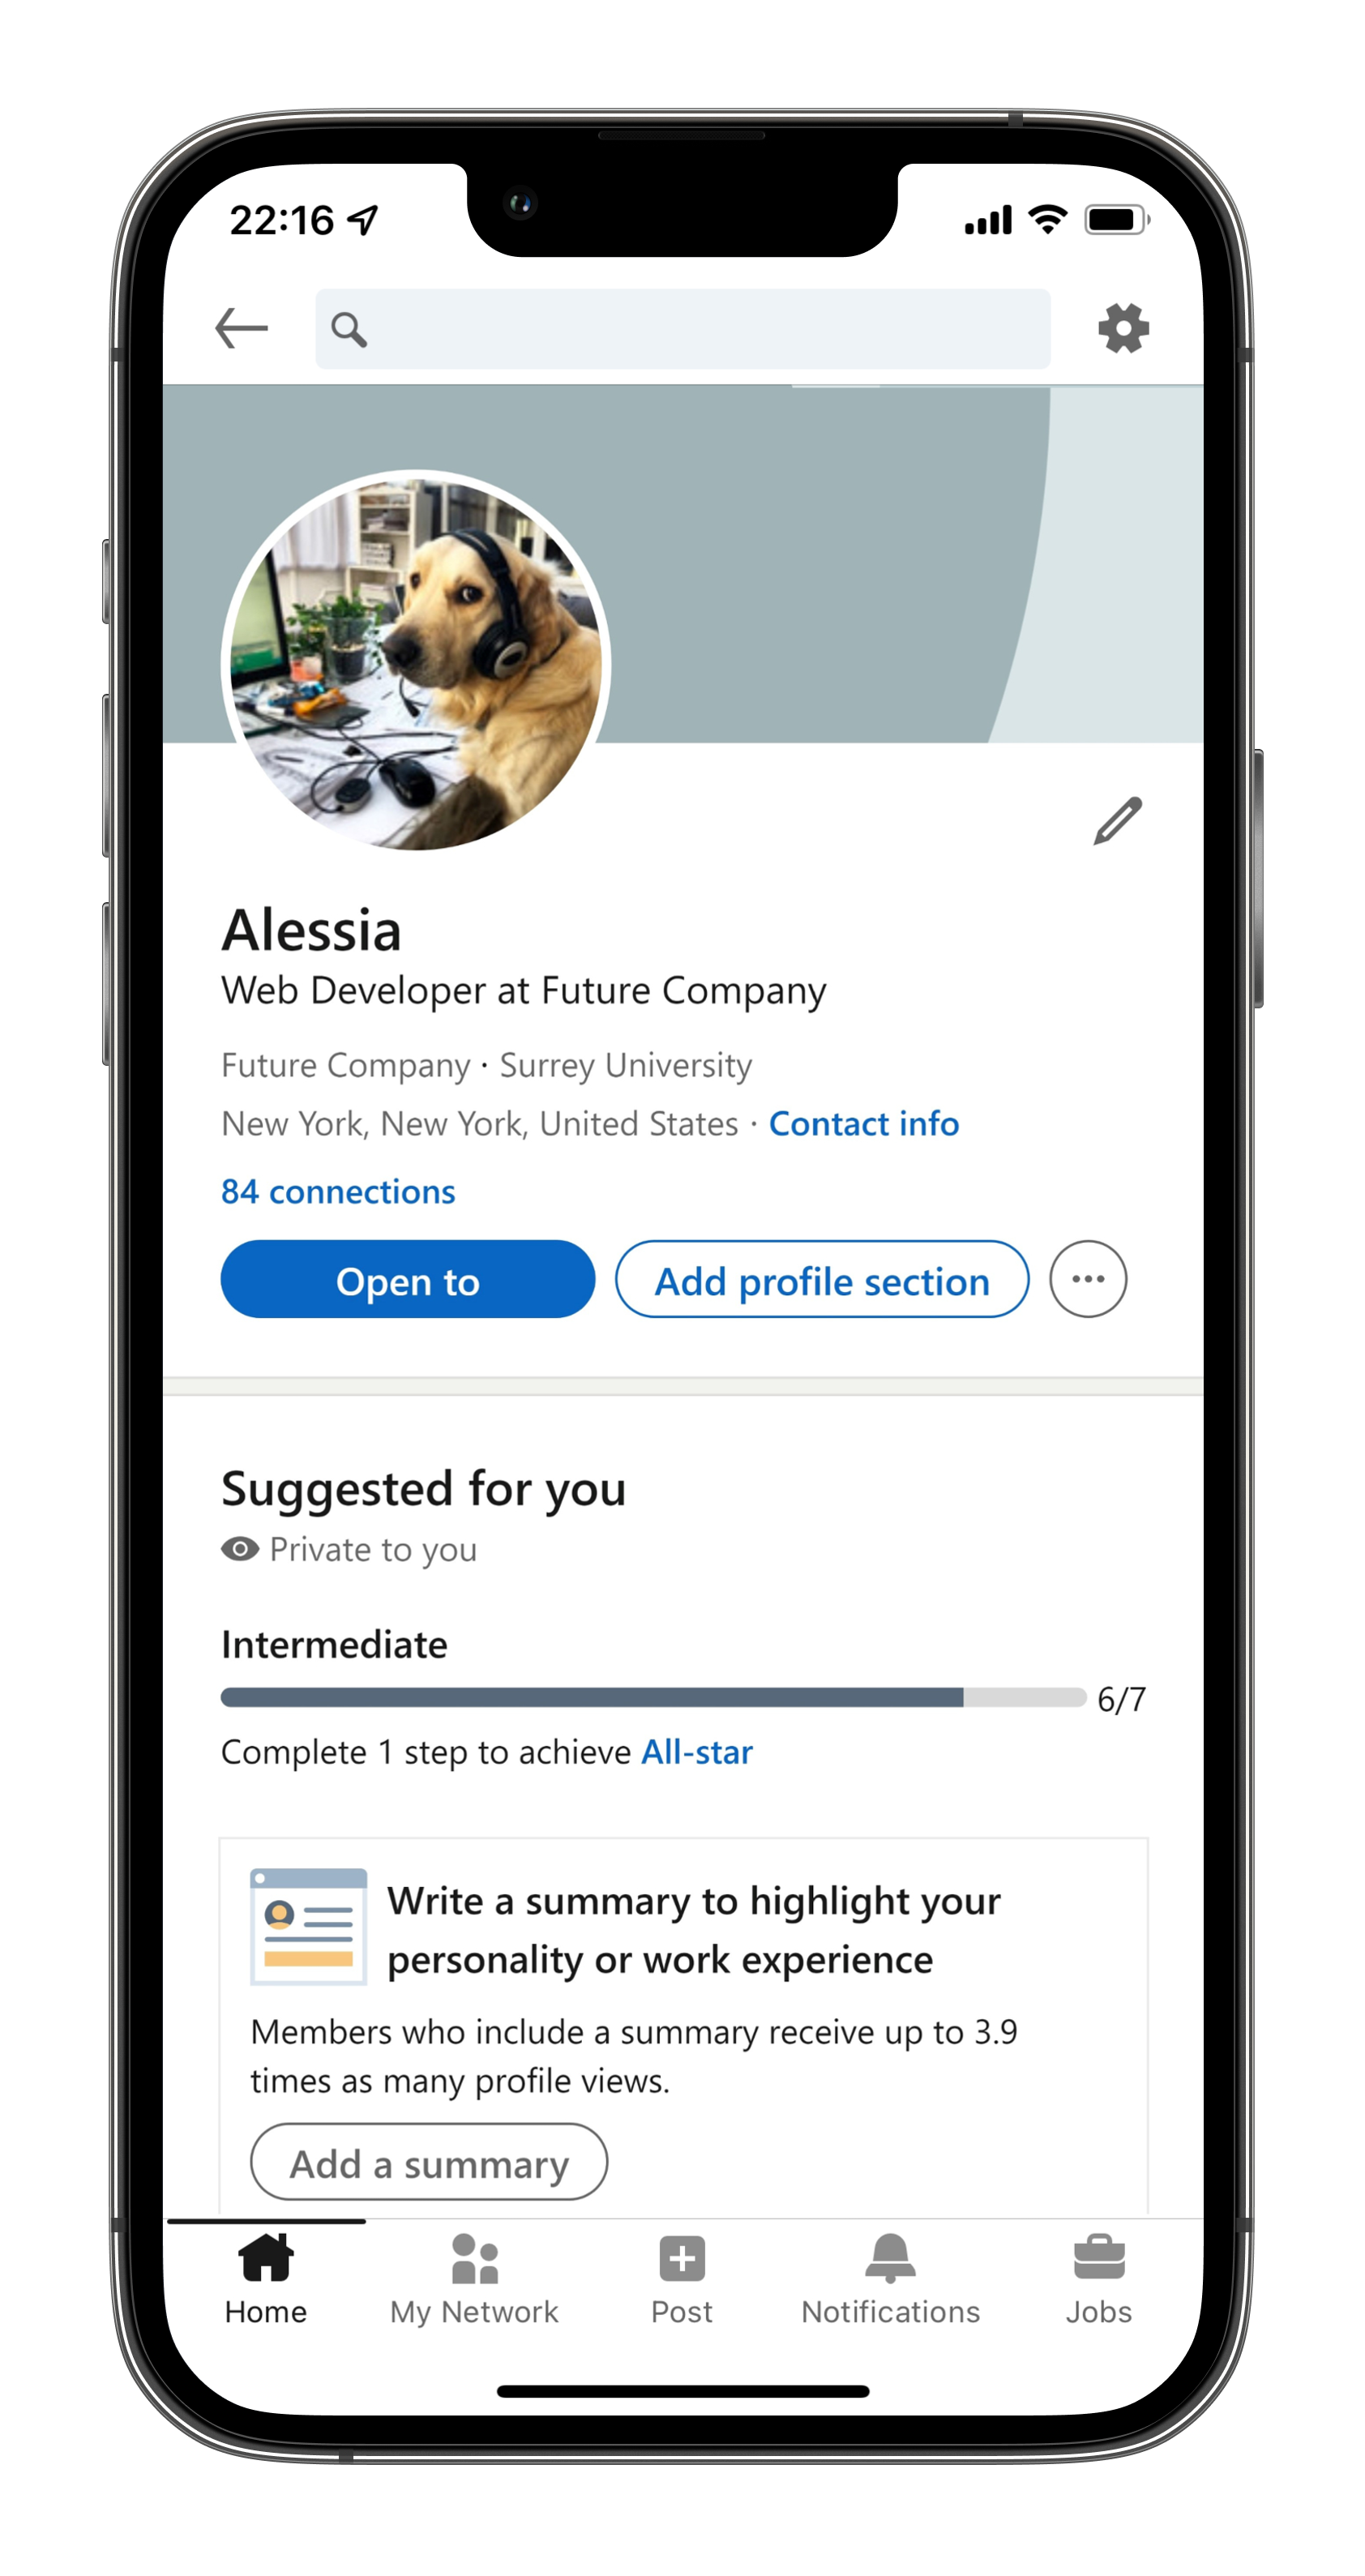 22:16
Alessia
Web Developer at Future Company
Future Company · Surrey University
New York, New York, United States · Contact info
84 connections
Open to
Add profile section
Suggested for you
Private to you
Intermediate
6/7
Complete 1 step to achieve All-star
Write a summary to highlight your
personality or work experience
Members who include a summary receive up to 3.9
times as many profile views.
Add a summary
Home
My Network
Post
Notifications
Jobs